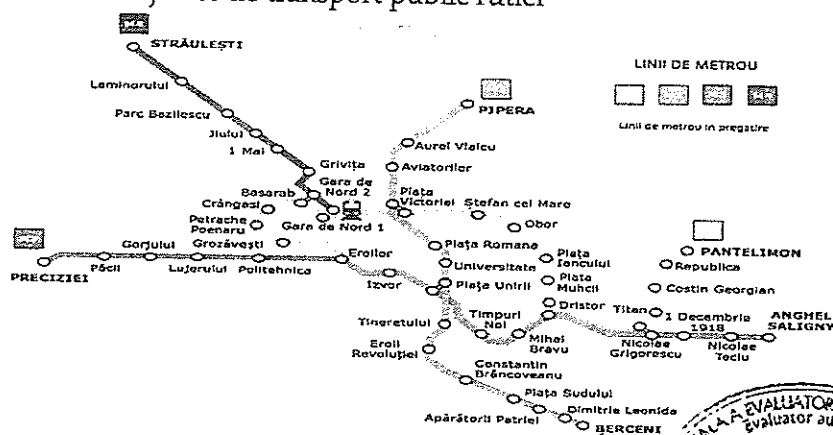 transport public rutier
STRĂULEȘTI
Laminorului
Parc Bazilescu
Jiului
1 Mai
Grivița
Gara de
Nord 2
Basarab
Crângași
Petrache
Poenaru
Gara de Nord 1
Grozăvești
LINII DE METROU
Linii de metrou in pregatire
PIPERA
Aurel Vlaicu
Aviatorilor
Piața
Victoriei
Ștefan cel Mare
Obor
Piața Romana
Universitate
Piața Unirii
Piața
Iancului
Piața
Muncii
Dristor
PANTELIMON
Republica
Costin Georgian
Titan
1 Decembrie
1918
ANGHEL
SALIGNY
Nicolae
Grigorescu
Nicolae
Teclu
PRECIZIEI
Păcii
Gorjului
Lujerului
Politehnica
Eroilor
Izvor
Timpuri
Noi
Mihai
Bravu
Tineretului
Eroii
Revoluției
Constantin
Brâncoveanu
Piața Sudului
Apărătorii Patriei
Dimitrie Leonida
BERCENI
EVALUATOR